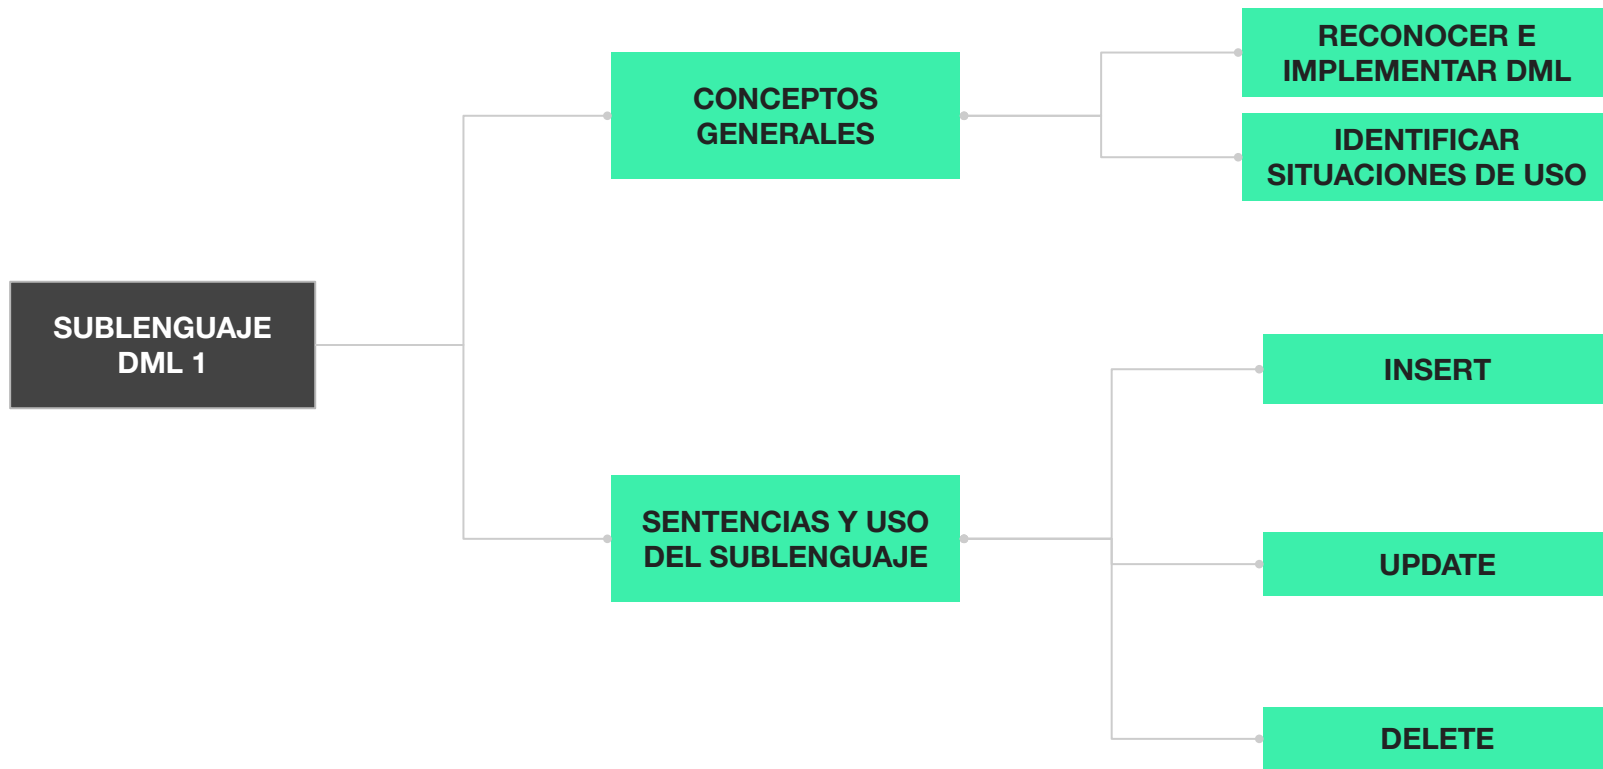 SUBLENGUAJE
DML 1
CONCEPTOS
GENERALES
RECONOCER E
IMPLEMENTAR DML
IDENTIFICAR
SITUACIONES DE USO
SENTENCIAS Y USO
DEL SUBLENGUAJE
INSERT
UPDATE
DELETE